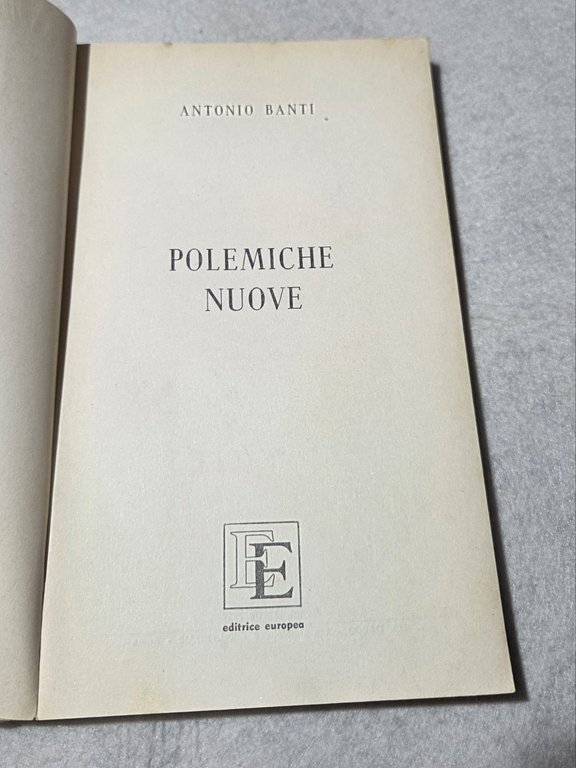 ANTONIO BANTI
POLEMICHE
NUOVE
EE
editrice europea